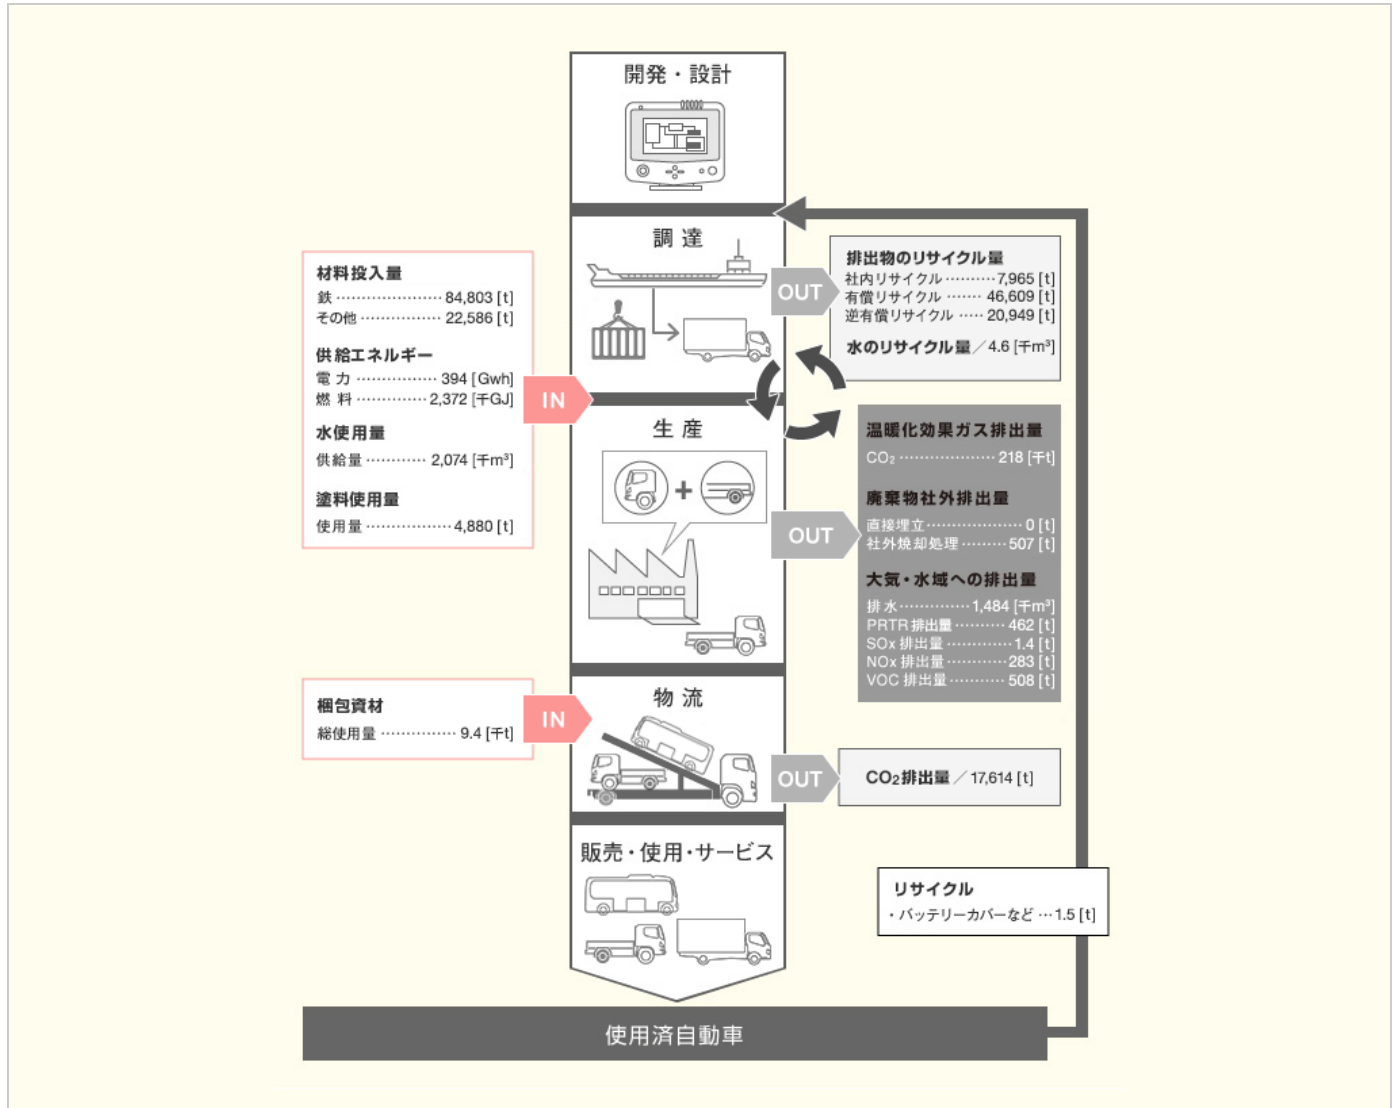 開発・設計
調達
材料投入量
鉄 ····················· 84,803 [t]
その他 ················ 22,586 [t]
供給エネルギー
電力 ················ 394 [Gwh]
燃料 ·············· 2,372 [千GJ]
水使用量
供給量 ············ 2,074 [千m³]
塗料使用量
使用量 ················· 4,880 [t]
IN
OUT
排出物のリサイクル量
社内リサイクル ·········· 7,965 [t]
有償リサイクル ······· 46,609 [t]
逆有償リサイクル ····· 20,949 [t]
水のリサイクル量／4.6 [千m³]
生産
OUT
温暖化効果ガス排出量
CO₂ ··················· 218 [千t]
廃棄物社外排出量
直接埋立 ··················· 0 [t]
社外焼却処理 ········· 507 [t]
大気・水域への排出量
排水 ·············· 1,484 [千m³]
PRTR排出量 ·········· 462 [t]
SOx 排出量 ············· 1.4 [t]
NOx 排出量 ············ 283 [t]
VOC 排出量 ··········· 508 [t]
梱包資材
総使用量 ··············· 9.4 [千t]
IN
物流
OUT
CO₂排出量／17,614 [t]
販売・使用・サービス
リサイクル
・バッテリーカバーなど ··· 1.5 [t]
使用済自動車